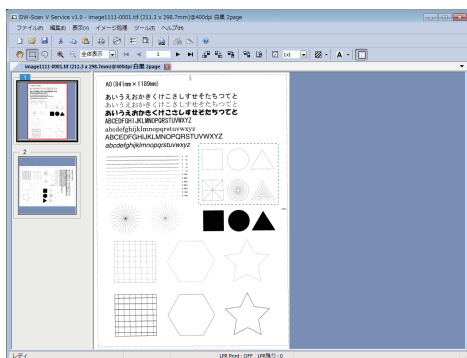 DW-Scan V Service v1.0 - image1111-0001.tif (211.3 x 298.7mm)@400dpi 白黒 2page
ファイル(F) 編集(E) 表示(V) イメージ処理 ツール(T) ヘルプ(H)
全体表示 1 1x1 A
image1111-0001.tif (211.3 x 298.7mm)@400dpi 白黒 2page
1
2
A0 (841mm×1189mm)
あいうえおかきくけこさしすせそたちつてと
あいうえおかきくけこさしすせそたちつてと
あいうえおかきくけこさしすせそたちつてと
ABCDEFGHIJKLMNOPQRSTUVWXYZ
abcdefghijklmnopqrstuvwxyz
ABCDEFGHIJKLMNOPQRSTUVWXYZ
abcdefghijklmnopqrstuvwxyz
レディ LPR Print : OFF LPR残り : 0